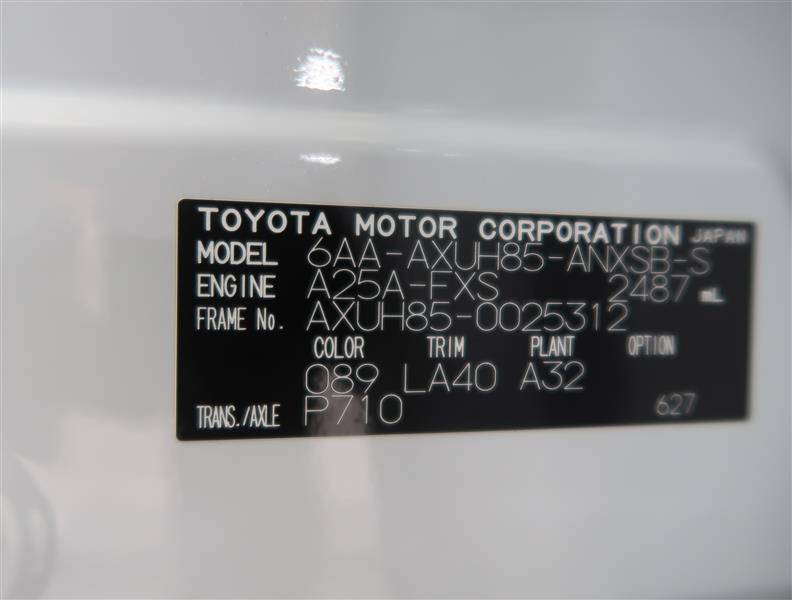 TOYOTA MOTOR CORPORATION JAPAN
MODEL 6AA-AXUH85-ANXSB-S
ENGINE A25A-FXS 2487 mL
FRAME No. AXUH85-0025312
COLOR TRIM PLANT OPTION
089 LA40 A32
TRANS./AXLE P710 627